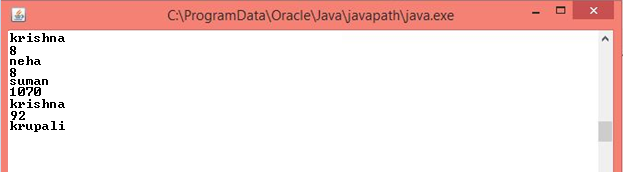 C:\ProgramData\Oracle\Java\javapath\java.exe
krishna
8
neha
8
suman
1070
krishna
92
krupali